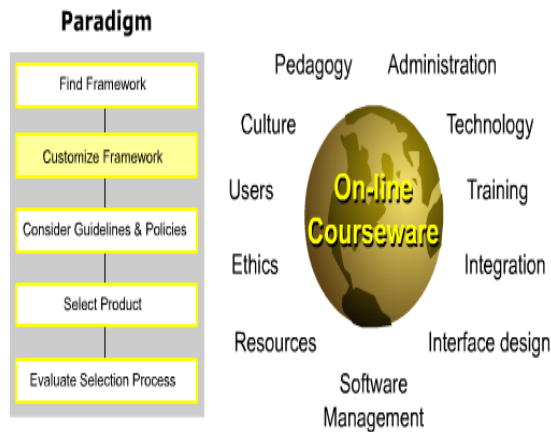 Paradigm
Find Framework
Customize Framework
Consider Guidelines & Policies
Select Product
Evaluate Selection Process
Pedagogy
Administration
Culture
Technology
Users
Training
Ethics
Integration
Resources
Interface design
Software
Management
On-line
Courseware